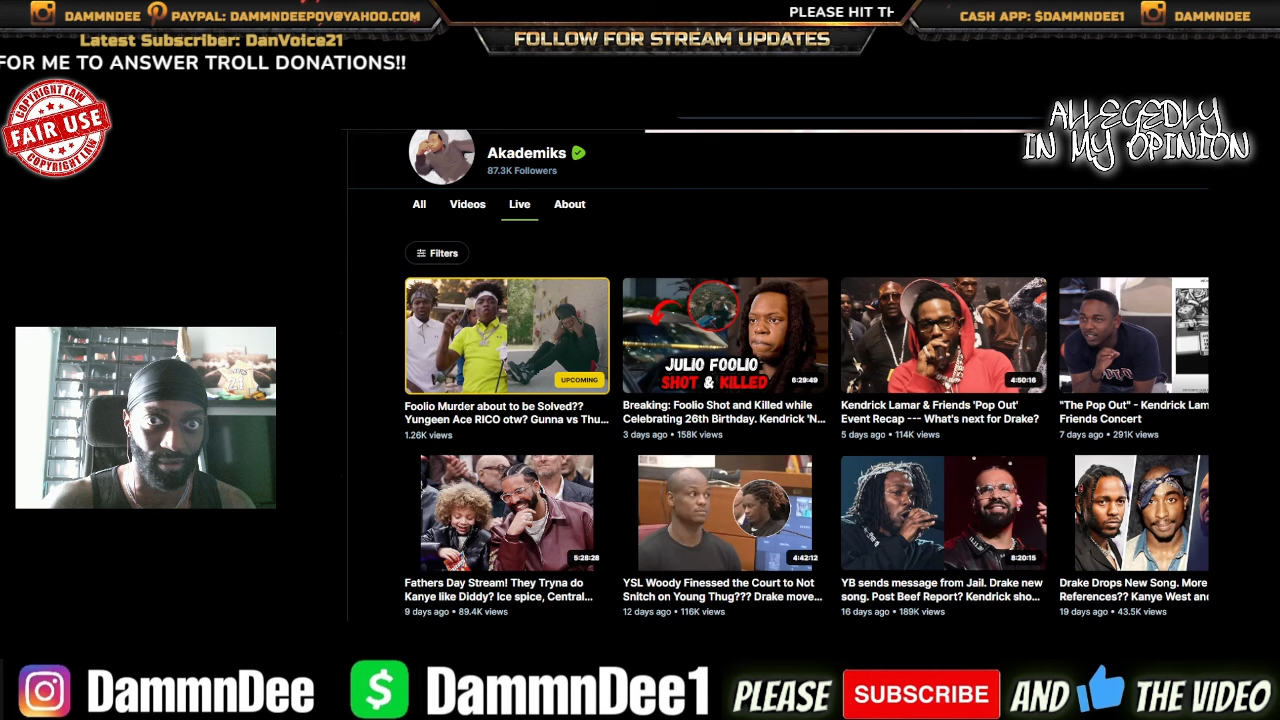 DAMMNDEE PAYPAL: DAMMNDEEPOV@YAHOO.COM
PLEASE HIT TH
CASH APP: $DAMMNDEE1 DAMMNDEE
Latest Subscriber: DanVoice21
FOLLOW FOR STREAM UPDATES
FOR ME TO ANSWER TROLL DONATIONS!!
COPYRIGHT LAW
FAIR USE
COPYRIGHT LAW
ALLEGEDLY
IN MY OPINION
Akademiks
87.3K Followers
All Videos Live About
Filters
UPCOMING
JULIO FOOLIO
SHOT & KILLED
6:29:49
4:50:16
Foolio Murder about to be Solved??
Yungeen Ace RICO otw? Gunna vs Thu...
1.26K views
Breaking: Foolio Shot and Killed while
Celebrating 26th Birthday. Kendrick 'N...
3 days ago • 158K views
Kendrick Lamar & Friends 'Pop Out'
Event Recap --- What's next for Drake?
5 days ago • 114K views
"The Pop Out" - Kendrick Lam
Friends Concert
7 days ago • 291K views
24
5:28:28
4:42:12
8:20:15
Fathers Day Stream! They Tryna do
Kanye like Diddy? Ice spice, Central...
9 days ago • 89.4K views
YSL Woody Finessed the Court to Not
Snitch on Young Thug??? Drake move...
12 days ago • 116K views
YB sends message from Jail. Drake new
song. Post Beef Report? Kendrick sho...
16 days ago • 189K views
Drake Drops New Song. More
References?? Kanye West and
19 days ago • 43.5K views
DammnDee
$ DammnDee1
PLEASE SUBSCRIBE AND THE VIDEO